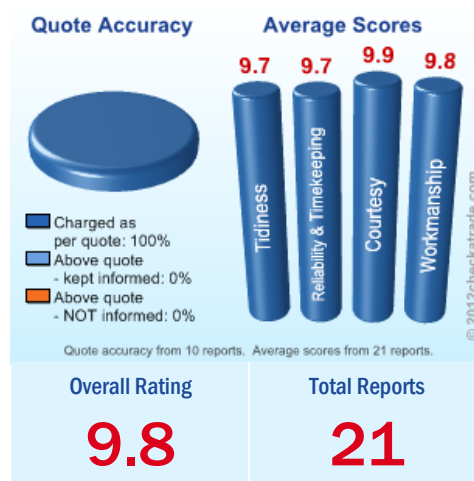 Quote Accuracy
Average Scores
9.7
9.7
9.9
9.8
Tidiness
Reliability & Timekeeping
Courtesy
Workmanship
Charged as
per quote: 100%
Above quote
- kept informed: 0%
Above quote
- NOT informed: 0%
© 2012checkatrade.com
Quote accuracy from 10 reports. Average scores from 21 reports.
Overall Rating
Total Reports
9.8
21